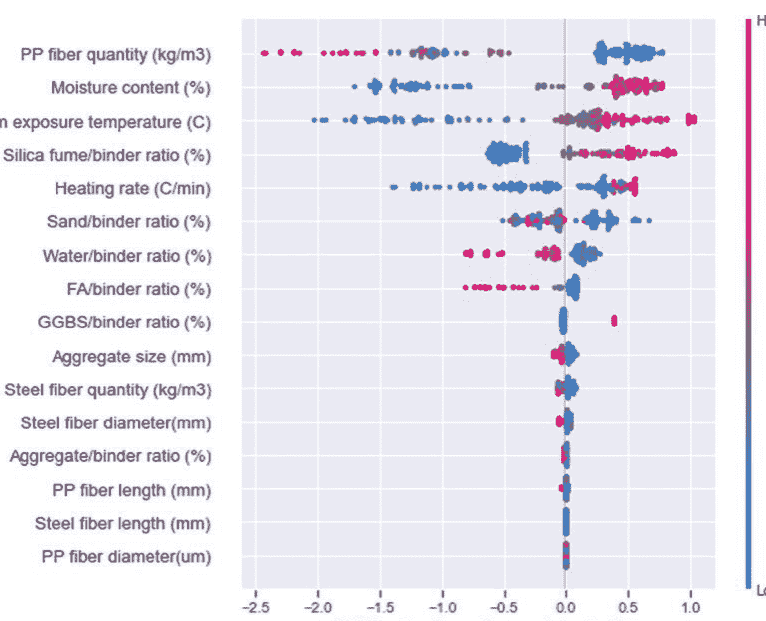 H
PP fiber quantity (kg/m3)
Moisture content (%)
m exposure temperature (C)
Silica fume/binder ratio (%)
Heating rate (C/min)
Sand/binder ratio (%)
Water/binder ratio (%)
FA/binder ratio (%)
GGBS/binder ratio (%)
Aggregate size (mm)
Steel fiber quantity (kg/m3)
Steel fiber diameter(mm)
Aggregate/binder ratio (%)
PP fiber length (mm)
Steel fiber length (mm)
PP fiber diameter(um)
Lo
−2.5 −2.0 −1.5 −1.0 −0.5 0.0 0.5 1.0